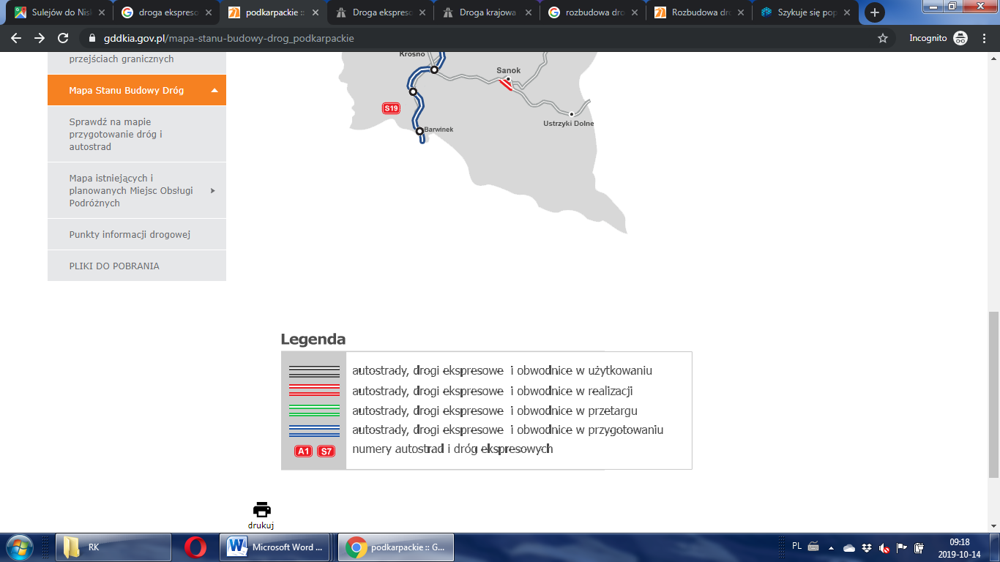 Sulejów do Nisk
droga ekspreso
podkarpackie ::
Droga ekspreso
Droga krajowa
rozbudowa dro
Rozbudowa dro
Szykuje się pop
gddkia.gov.pl/mapa-stanu-budowy-drog_podkarpackie
Incognito
przejściach granicznych
Mapa Stanu Budowy Dróg
Sprawdź na mapie
przygotowanie dróg i
autostrad
Mapa istniejących i
planowanych Miejsc Obsługi
Podróżnych
Punkty informacji drogowej
PLIKI DO POBRANIA
Krosno
Sanok
S19
Ustrzyki Dolne
Barwinek
Legenda
autostrady, drogi ekspresowe i obwodnice w użytkowaniu
autostrady, drogi ekspresowe i obwodnice w realizacji
autostrady, drogi ekspresowe i obwodnice w przetargu
autostrady, drogi ekspresowe i obwodnice w przygotowaniu
A1 S7 numery autostrad i dróg ekspresowych
drukuj
RK
Microsoft Word ...
podkarpackie :: G...
PL
09:18
2019-10-14